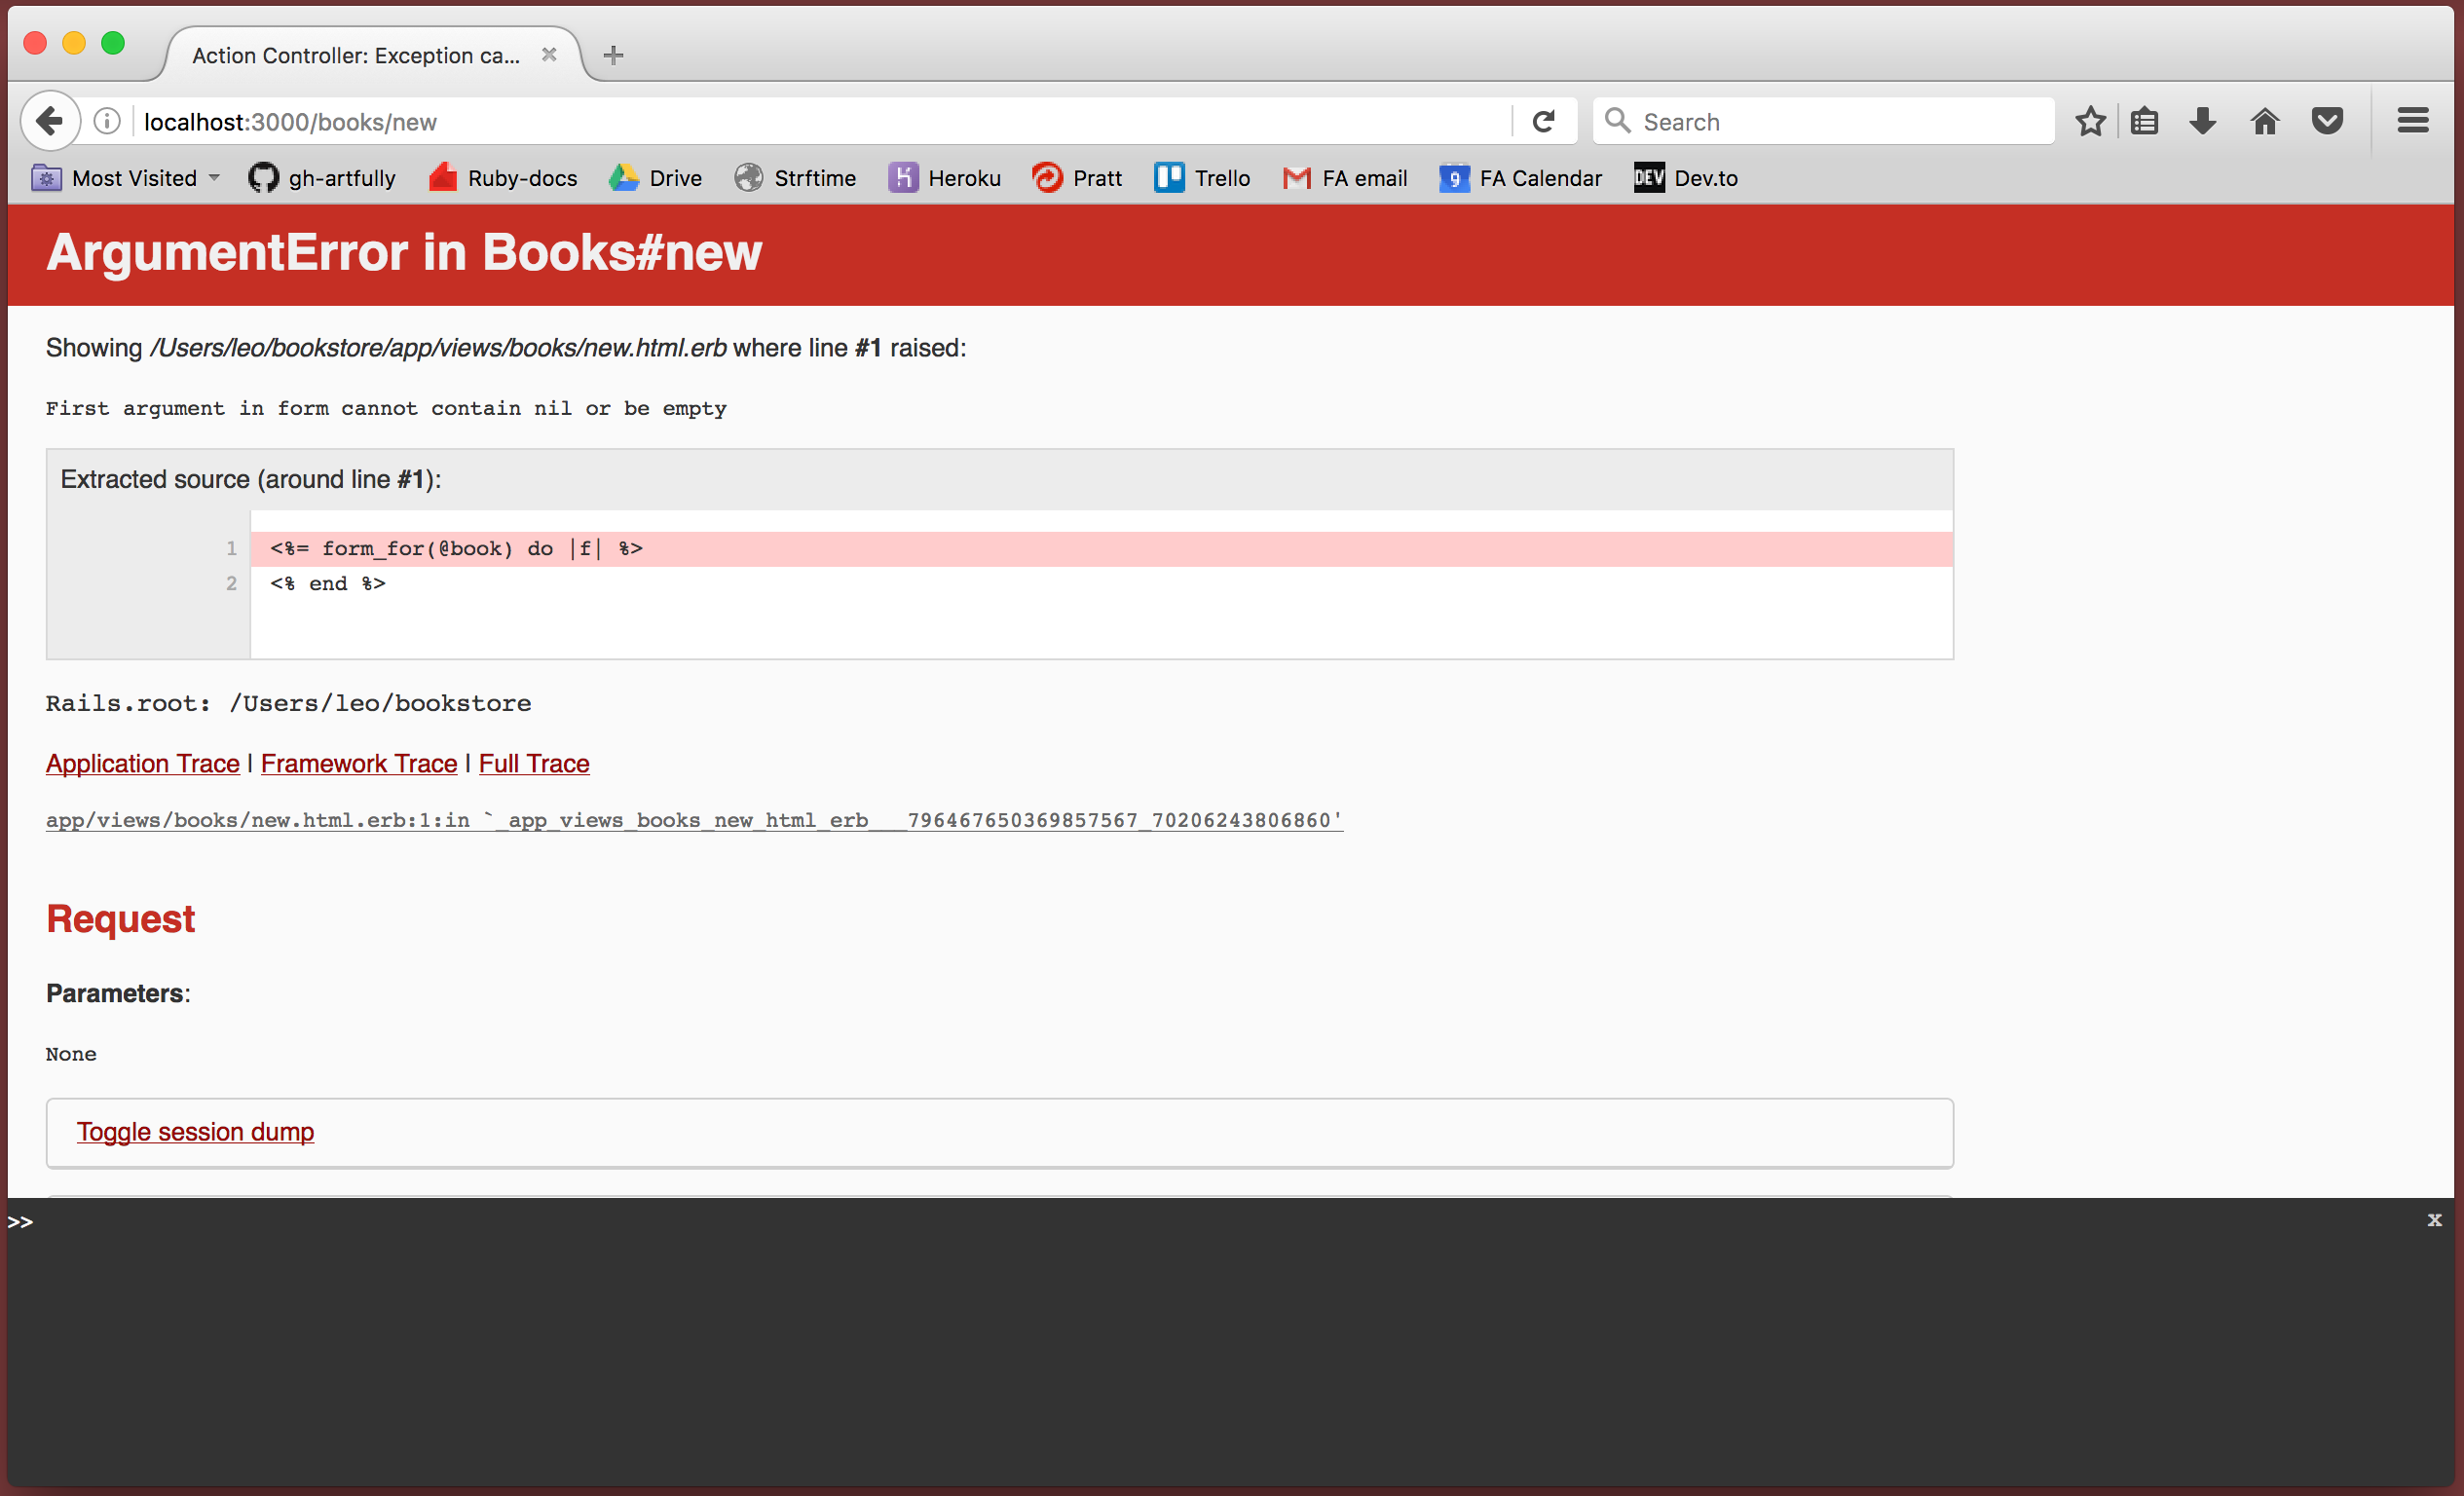 Action Controller: Exception ca...
localhost:3000/books/new
Search
Most Visited gh-artfully Ruby-docs Drive Strftime Heroku Pratt Trello FA email 9 FA Calendar DEV Dev.to
ArgumentError in Books#new
Showing /Users/leo/bookstore/app/views/books/new.html.erb where line #1 raised:
First argument in form cannot contain nil or be empty
Extracted source (around line #1):
1 <%= form_for(@book) do |f| %>
2 <% end %>
Rails.root: /Users/leo/bookstore
Application Trace | Framework Trace | Full Trace
app/views/books/new.html.erb:1:in `_app_views_books_new_html_erb___796467650369857567_70206243806860'
Request
Parameters:
None
Toggle session dump
>> x